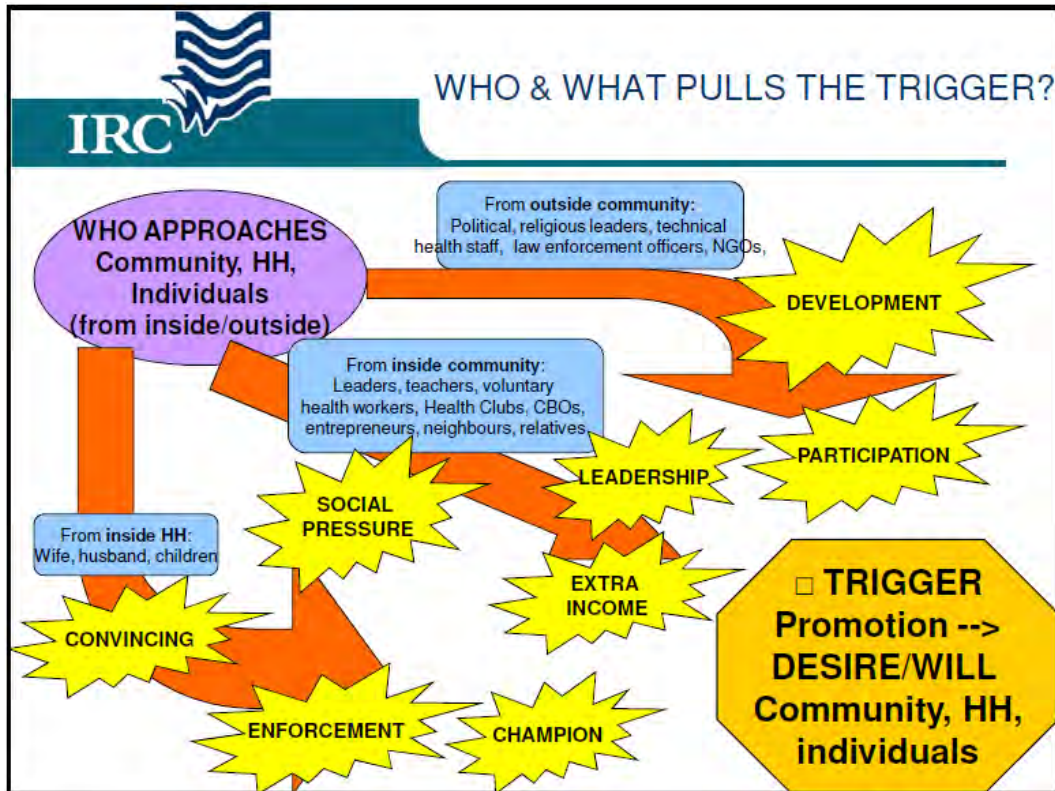 IRC
WHO & WHAT PULLS THE TRIGGER?
WHO APPROACHES
Community, HH,
Individuals
(from inside/outside)
From outside community:
Political, religious leaders, technical
health staff, law enforcement officers, NGOs,
DEVELOPMENT
From inside community:
Leaders, teachers, voluntary
health workers, Health Clubs, CBOs,
entrepreneurs, neighbours, relatives
LEADERSHIP
PARTICIPATION
SOCIAL
PRESSURE
From inside HH:
Wife, husband, children
EXTRA
INCOME
CONVINCING
ENFORCEMENT
CHAMPION
□ TRIGGER
Promotion -->
DESIRE/WILL
Community, HH,
individuals